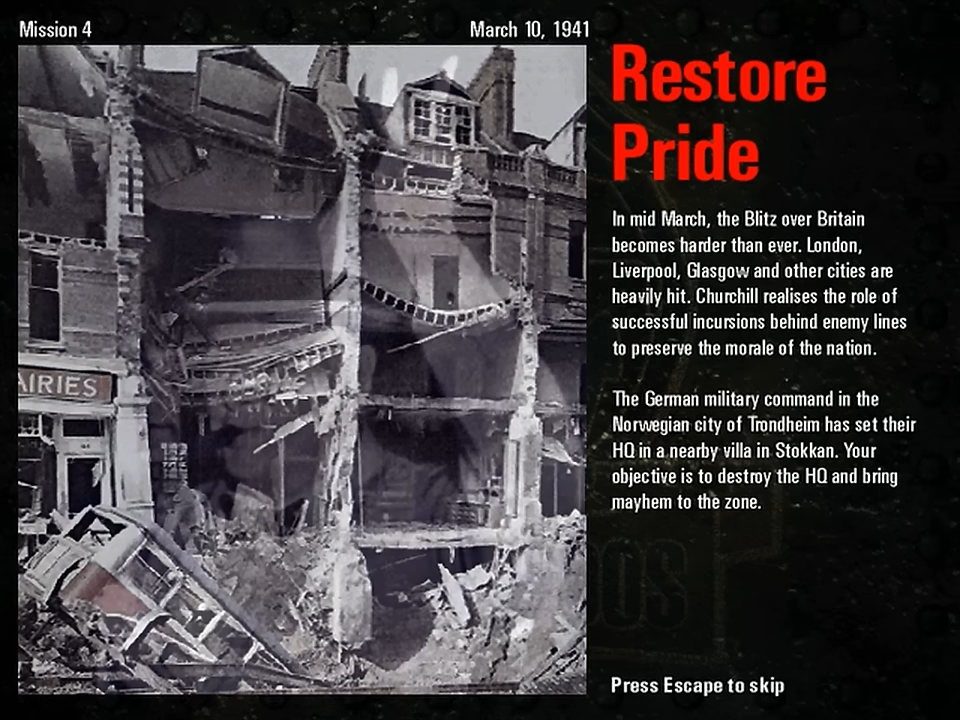 Mission 4
March 10, 1941
Restore
Pride
In mid March, the Blitz over Britain
becomes harder than ever. London,
Liverpool, Glasgow and other cities are
heavily hit. Churchill realises the role of
successful incursions behind enemy lines
to preserve the morale of the nation.
The German military command in the
Norwegian city of Trondheim has set their
HQ in a nearby villa in Stokkan. Your
objective is to destroy the HQ and bring
mayhem to the zone.
AIRIES
OS
Press Escape to skip